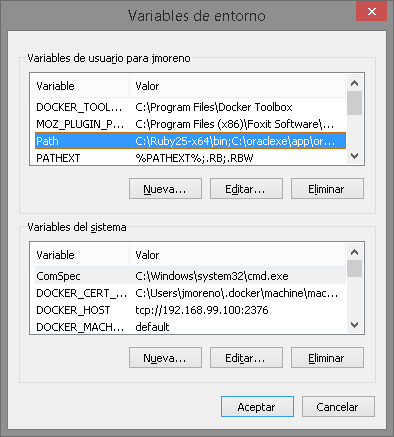 Variables de entorno
Variables de usuario para jmoreno
Variable Valor
DOCKER_TOOL... C:\Program Files\Docker Toolbox
MOZ_PLUGIN_P... C:\Program Files (x86)\Foxit Software\...
Path C:\Ruby25-x64\bin;C:\oraclexe\app\or...
PATHEXT %PATHEXT%;.RB;.RBW
Nueva... Editar... Eliminar
Variables del sistema
Variable Valor
ComSpec C:\Windows\system32\cmd.exe
DOCKER_CERT_... C:\Users\jmoreno\.docker\machine\mac...
DOCKER_HOST tcp://192.168.99.100:2376
DOCKER_MACH... default
Nueva... Editar... Eliminar
Aceptar Cancelar